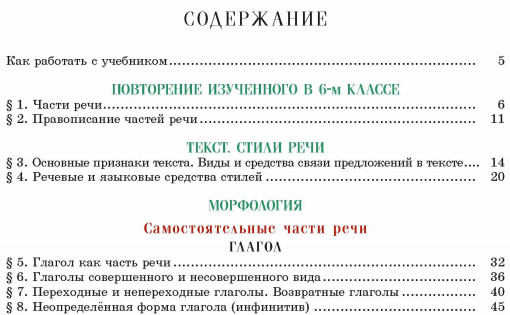 СОДЕРЖАНИЕ
Как работать с учебником........................................................ 5
ПОВТОРЕНИЕ ИЗУЧЕННОГО В 6-м КЛАССЕ
§ 1. Части речи.................................................................... 6
§ 2. Правописание частей речи.................................................. 11
ТЕКСТ. СТИЛИ РЕЧИ
§ 3. Основные признаки текста. Виды и средства связи предложений в тексте.... 14
§ 4. Речевые и языковые средства стилей........................................ 20
МОРФОЛОГИЯ
Самостоятельные части речи
ГЛАГОЛ
§ 5. Глагол как часть речи........................................................ 32
§ 6. Глаголы совершенного и несовершенного вида............................. 36
§ 7. Переходные и непереходные глаголы. Возвратные глаголы............... 40
§ 8. Неопределённая форма глагола (инфинитив).............................. 45